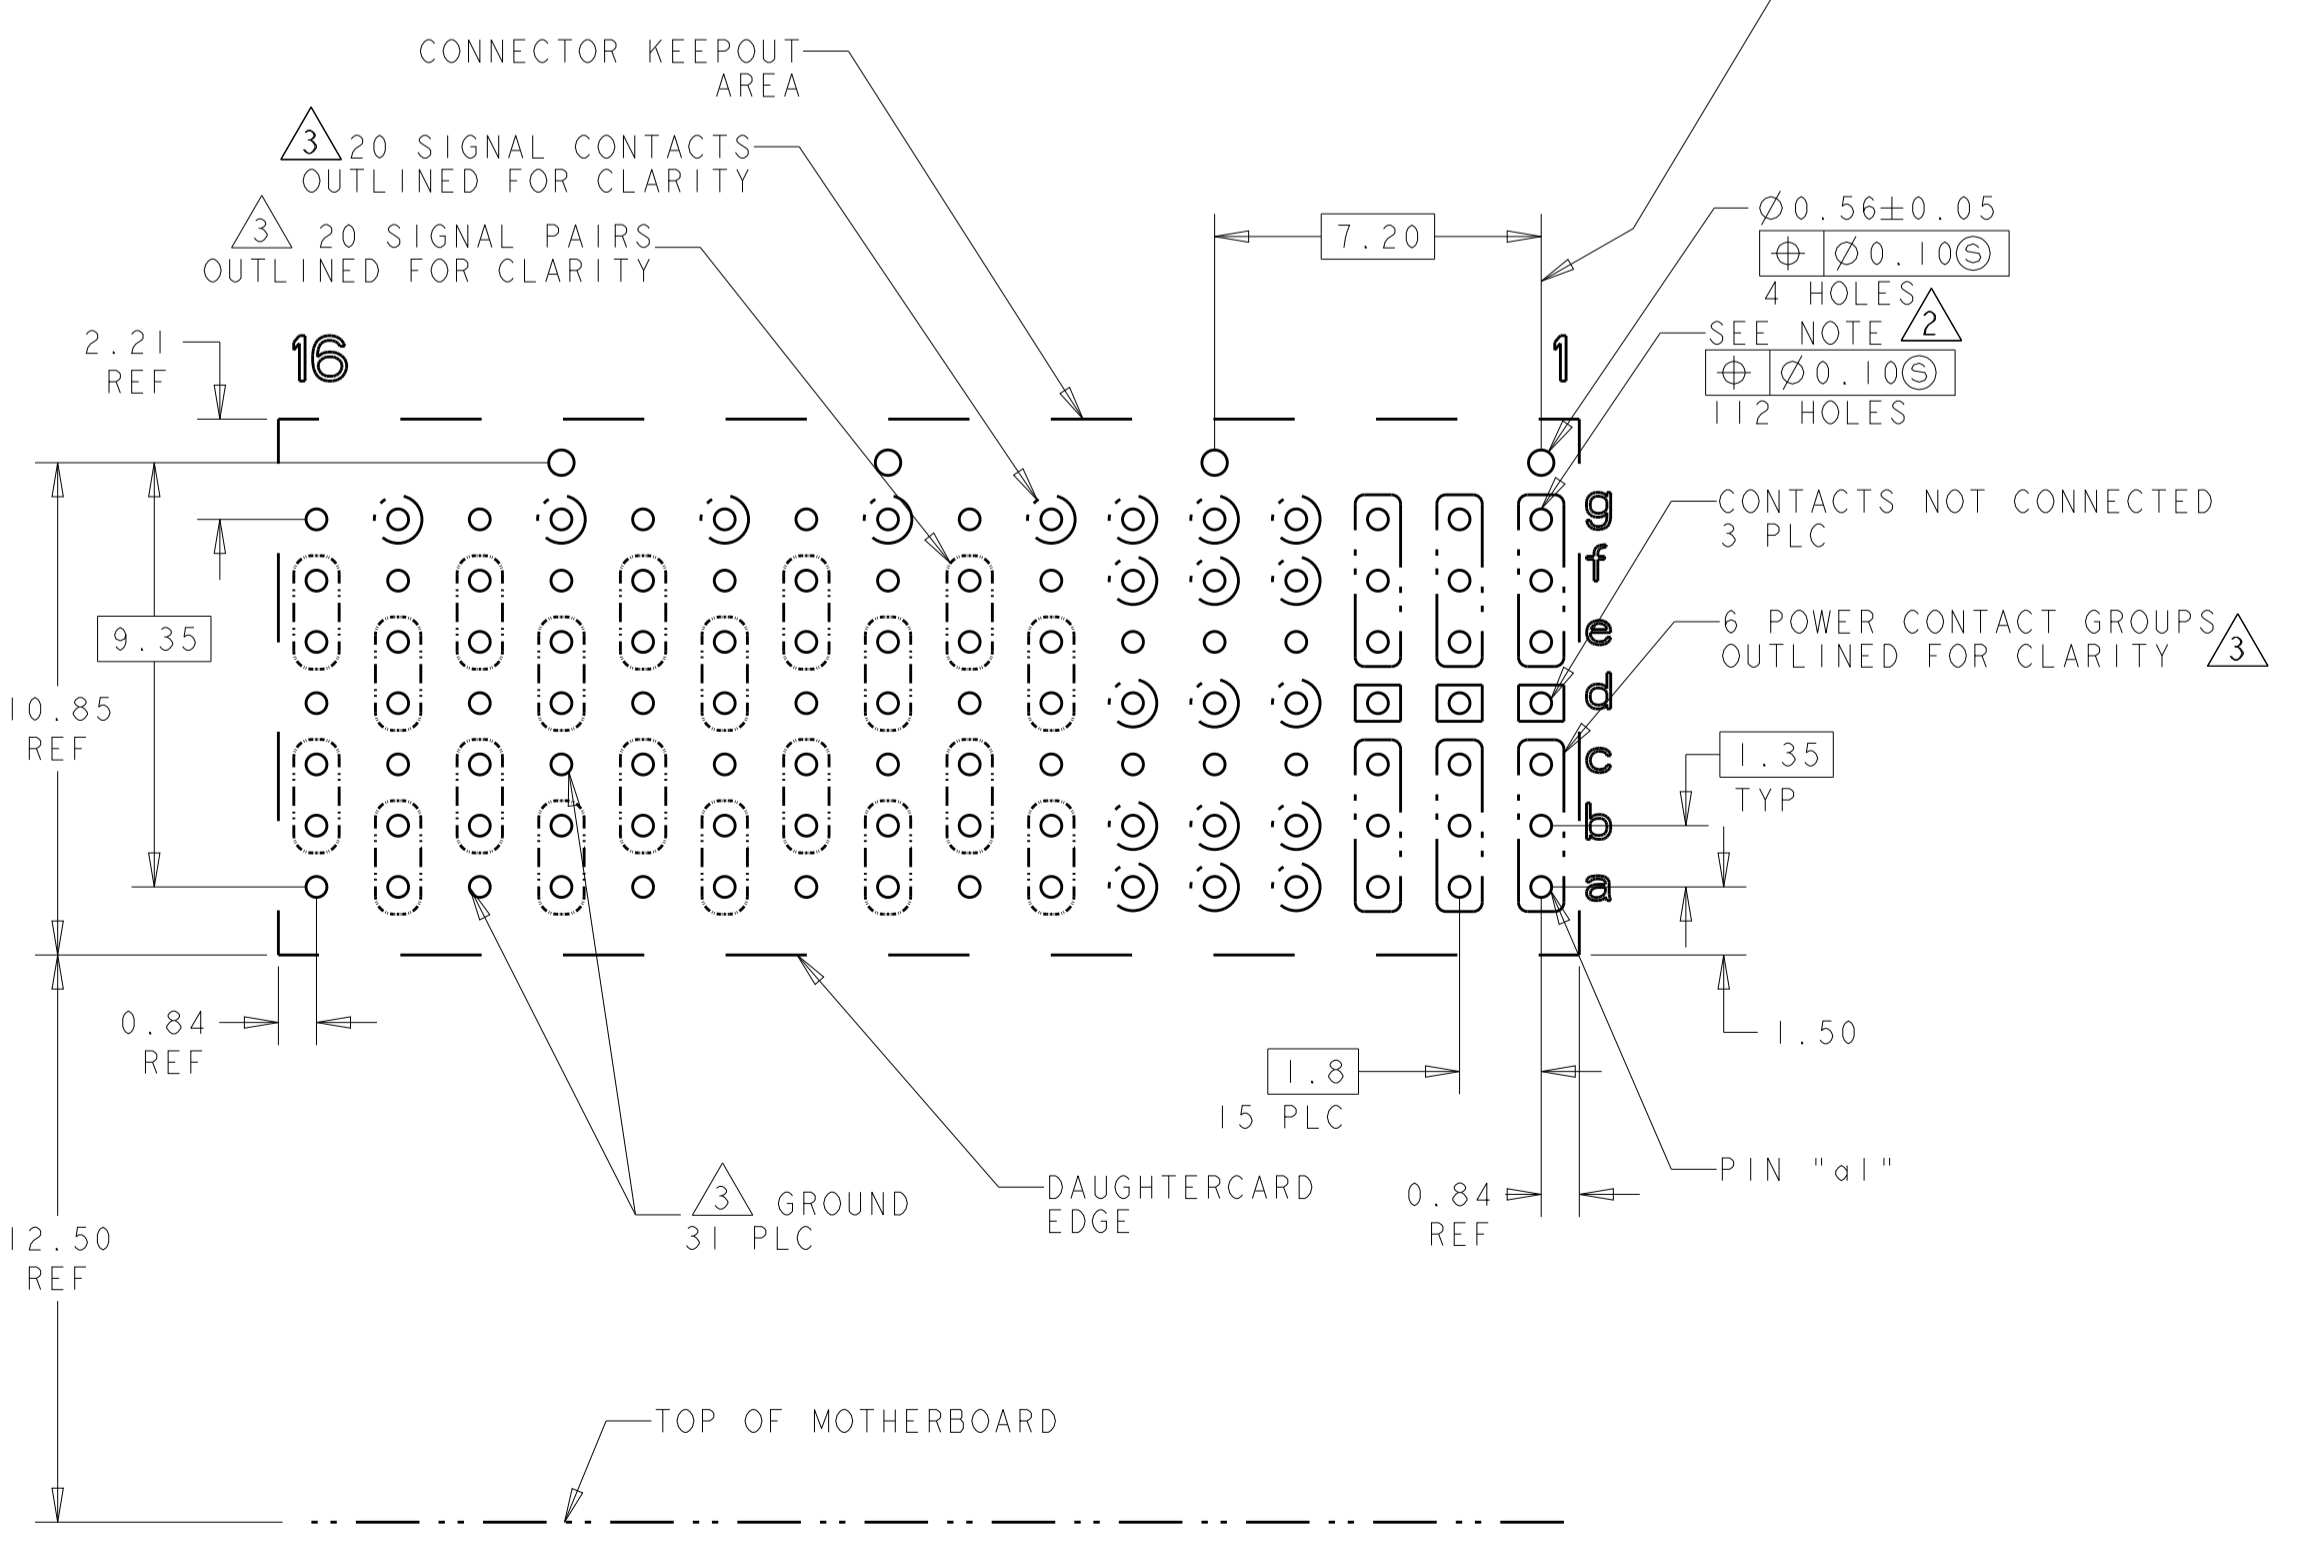 CONNECTOR KEEPOUT
AREA
3 20 SIGNAL CONTACTS
OUTLINED FOR CLARITY
3 20 SIGNAL PAIRS
OUTLINED FOR CLARITY
7.20
Ø0.56±0.05
⌖ Ø0.10Ⓢ
4 HOLES
SEE NOTE 2
⌖ Ø0.10Ⓢ
112 HOLES
2.21
REF
16
1
CONTACTS NOT CONNECTED
3 PLC
g
f
e
d
c
b
a
6 POWER CONTACT GROUPS
OUTLINED FOR CLARITY 3
9.35
10.85
REF
1.35
TYP
0.84
REF
1.50
1.8
15 PLC
PIN "a1"
3 GROUND
31 PLC
DAUGHTERCARD
EDGE
0.84
REF
12.50
REF
TOP OF MOTHERBOARD